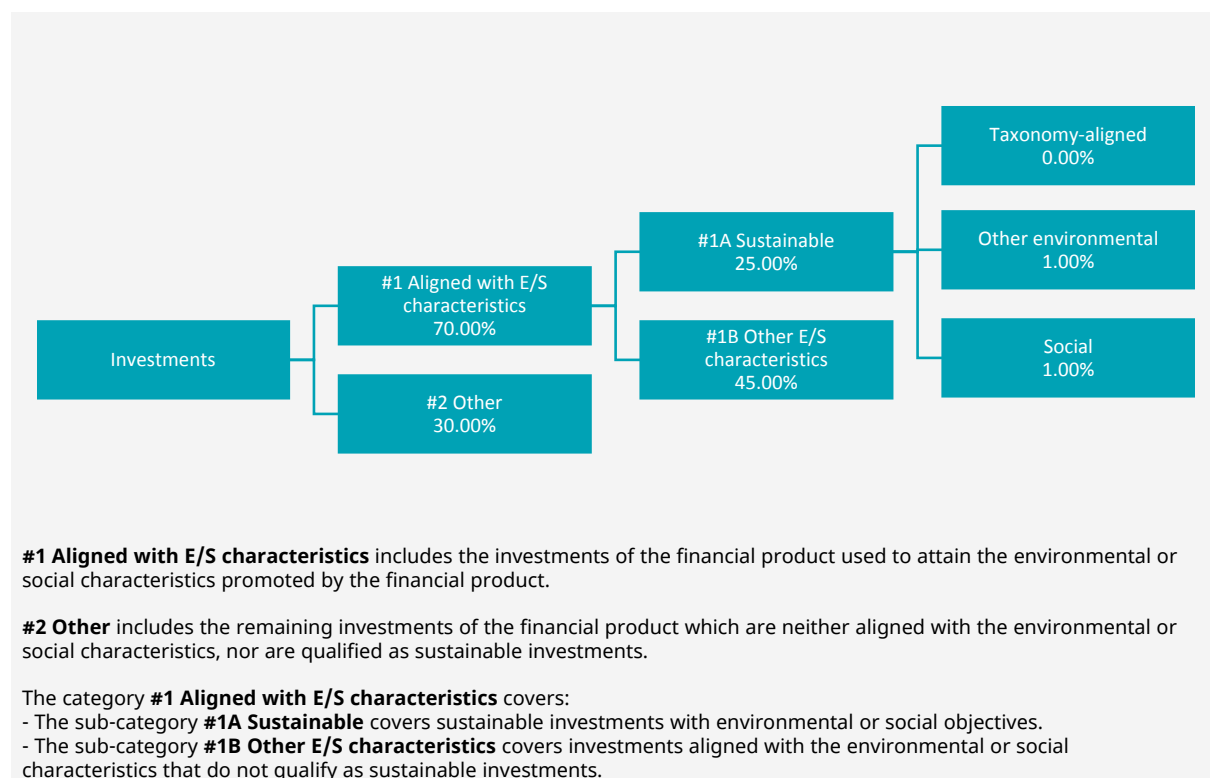 Investments
#1 Aligned with E/S
characteristics
70.00%
#2 Other
30.00%
#1A Sustainable
25.00%
#1B Other E/S
characteristics
45.00%
Taxonomy-aligned
0.00%
Other environmental
1.00%
Social
1.00%
#1 Aligned with E/S characteristics includes the investments of the financial product used to attain the environmental or
social characteristics promoted by the financial product.
#2 Other includes the remaining investments of the financial product which are neither aligned with the environmental or
social characteristics, nor are qualified as sustainable investments.
The category #1 Aligned with E/S characteristics covers:
- The sub-category #1A Sustainable covers sustainable investments with environmental or social objectives.
- The sub-category #1B Other E/S characteristics covers investments aligned with the environmental or social
characteristics that do not qualify as sustainable investments.